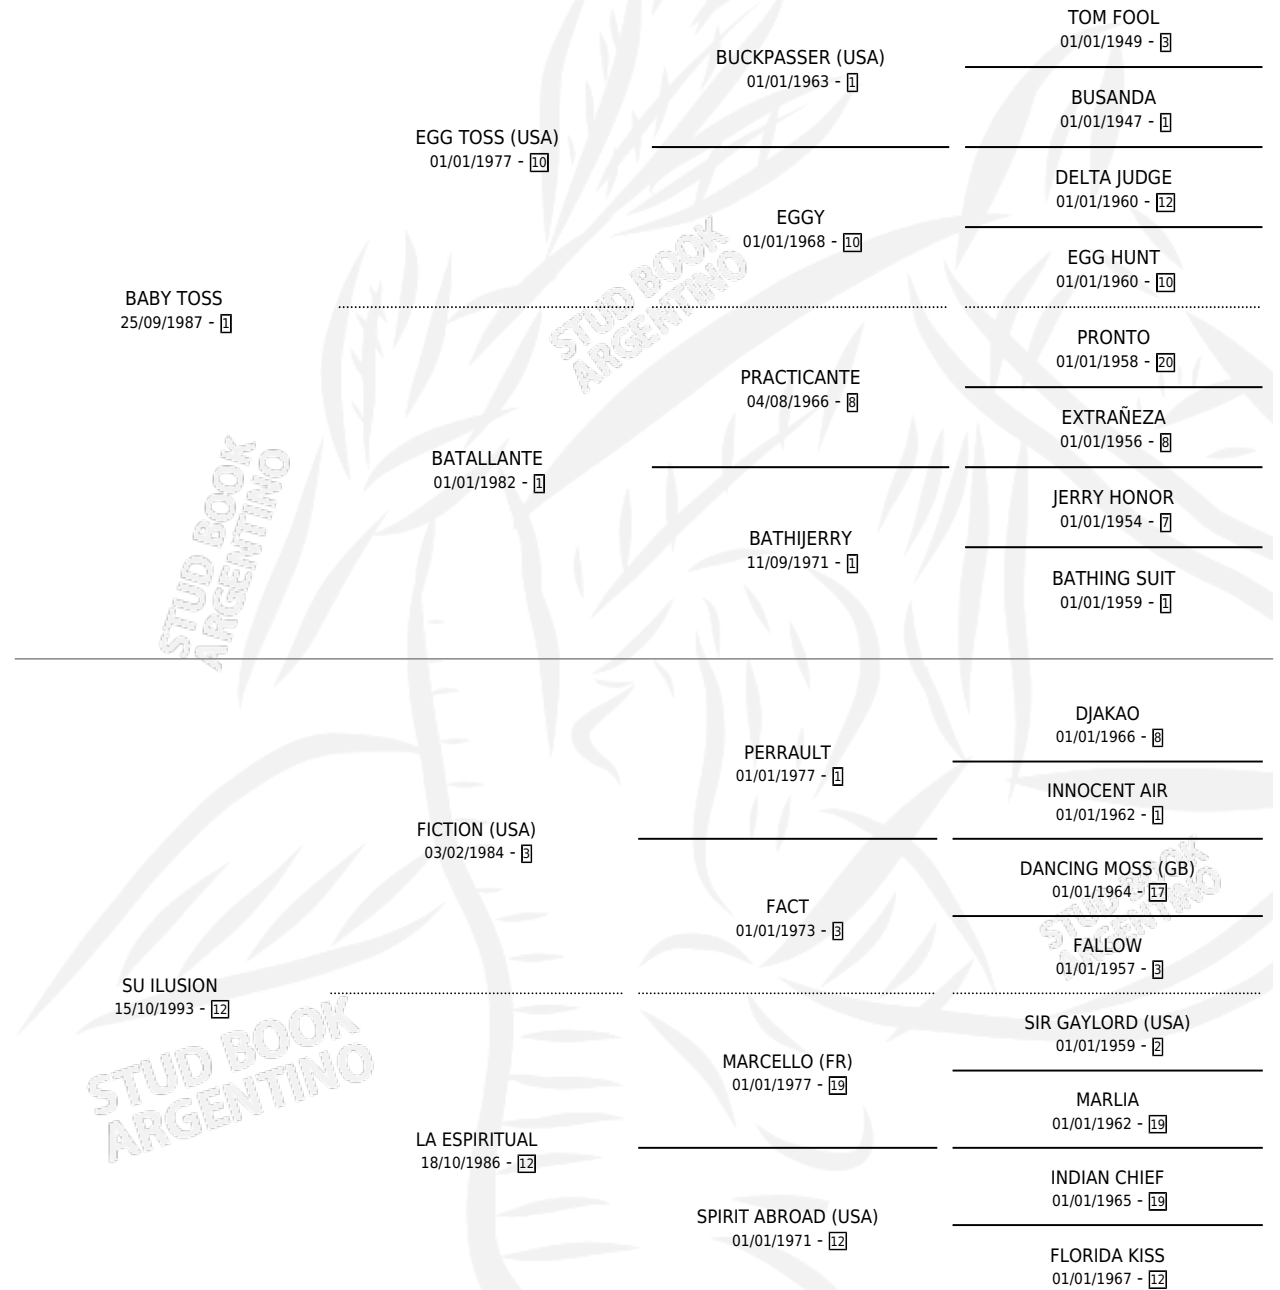 TOM FOOL
01/01/1949 - 3
BUCKPASSER (USA)
01/01/1963 - 1
BUSANDA
01/01/1947 - 1
EGG TOSS (USA)
01/01/1977 - 10
DELTA JUDGE
01/01/1960 - 12
EGGY
01/01/1968 - 10
EGG HUNT
01/01/1960 - 10
BABY TOSS
25/09/1987 - 1
PRONTO
01/01/1958 - 20
PRACTICANTE
04/08/1966 - 8
EXTRAÑEZA
01/01/1956 - 8
BATALLANTE
01/01/1982 - 1
JERRY HONOR
01/01/1954 - 7
BATHIJERRY
11/09/1971 - 1
BATHING SUIT
01/01/1959 - 1
DJAKAO
01/01/1966 - 8
PERRAULT
01/01/1977 - 1
INNOCENT AIR
01/01/1962 - 1
FICTION (USA)
03/02/1984 - 3
DANCING MOSS (GB)
01/01/1964 - 17
FACT
01/01/1973 - 3
FALLOW
01/01/1957 - 3
SU ILUSION
15/10/1993 - 12
SIR GAYLORD (USA)
01/01/1959 - 2
MARCELLO (FR)
01/01/1977 - 19
MARLIA
01/01/1962 - 19
LA ESPIRITUAL
18/10/1986 - 12
INDIAN CHIEF
01/01/1965 - 19
SPIRIT ABROAD (USA)
01/01/1971 - 12
FLORIDA KISS
01/01/1967 - 12
STUD BOOK
ARGENTINO
STUD BOOK
ARGENTINO
STUD BOOK
ARGENTINO
STUD BOOK
ARGENTINO